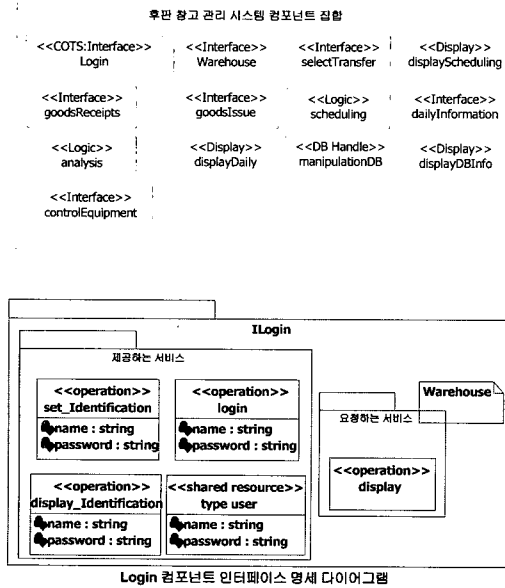 후판 창고 관리 시스템 컴포넌트 집합
<<COTS:Interface>> <<Interface>> <<Interface>> <<Display>>
Login Warehouse selectTransfer displayScheduling
<<Interface>> <<Interface>> <<Logic>> <<Interface>>
goodsReceipts goodsIssue scheduling dailyInformation
<<Logic>> <<Display>> <<DB Handle>> <<Display>>
analysis displayDaily manipulationDB displayDBInfo
<<Interface>>
controlEquipment
ILogin
제공하는 서비스
<<operation>>
set_Identification
name : string
password : string
<<operation>>
login
name : string
password : string
<<operation>>
display_Identification
name : string
password : string
<<shared resource>>
type user
name : string
password : string
Warehouse
요청하는 서비스
<<operation>>
display
Login 컴포넌트 인터페이스 명세 다이어그램